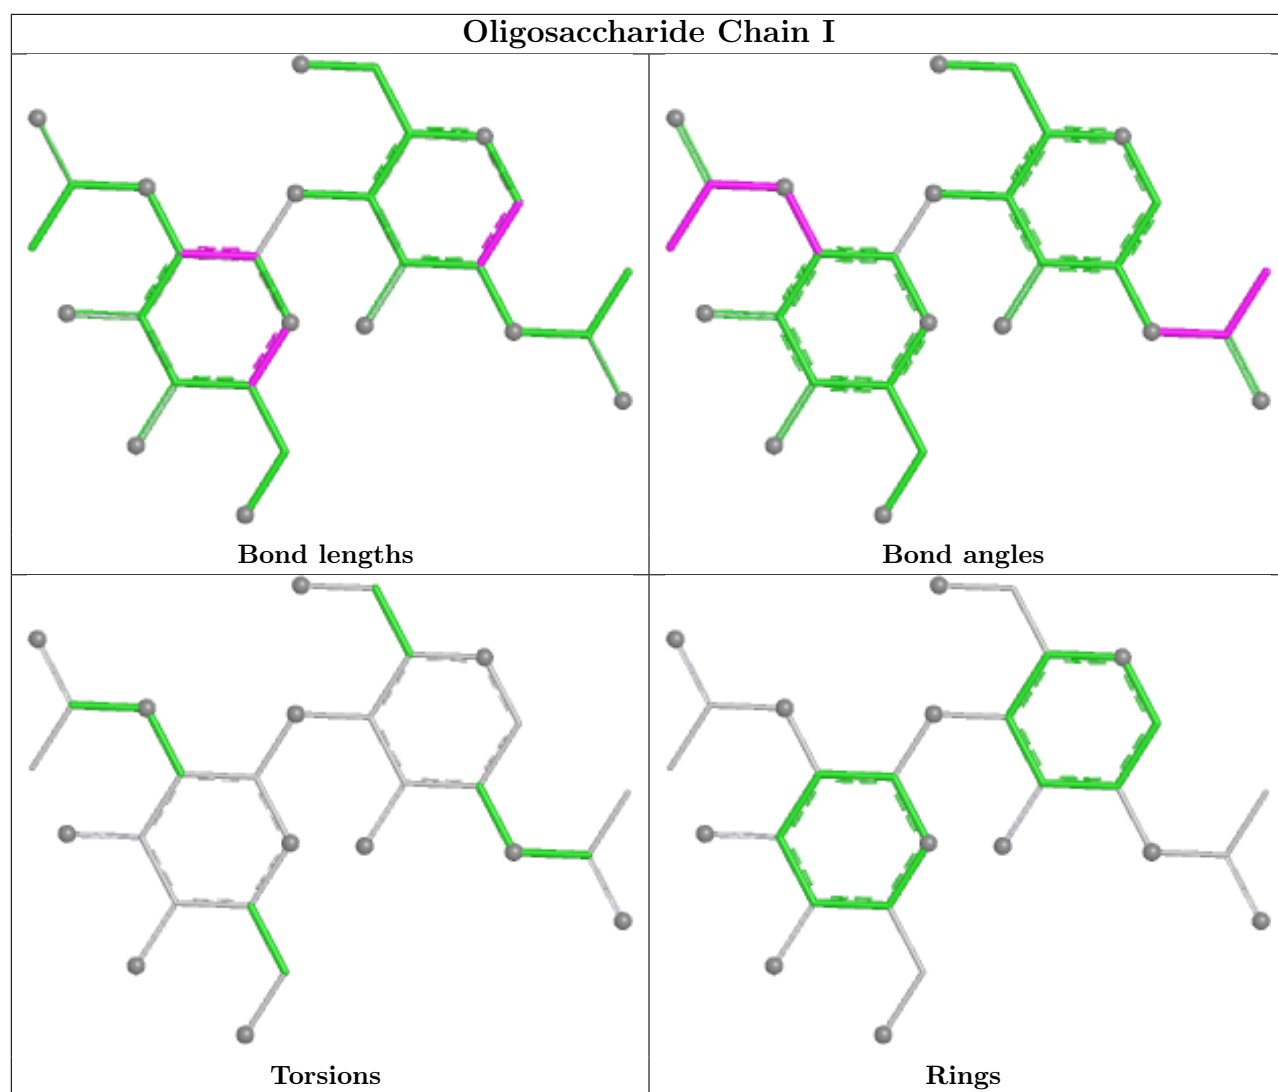 Oligosaccharide Chain I
Bond lengths
Bond angles
Torsions
Rings